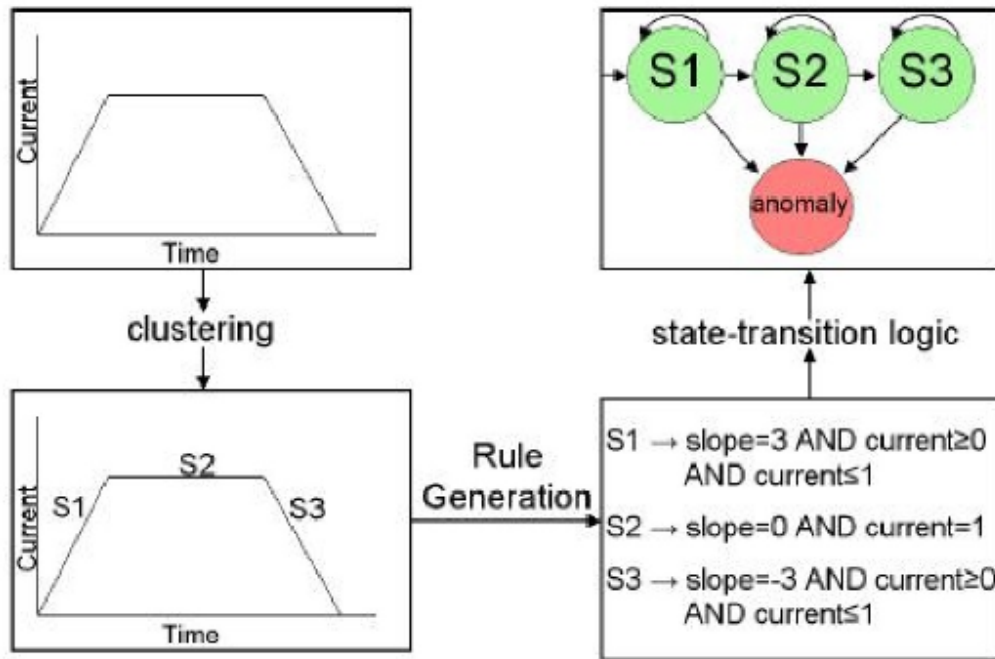 Current
Time
clustering
Current
S1
S2
S3
Time
Rule
Generation
S1 → slope=3 AND current≥0
AND current≤1
S2 → slope=0 AND current=1
S3 → slope=-3 AND current≥0
AND current≤1
state-transition logic
S1
S2
S3
anomaly